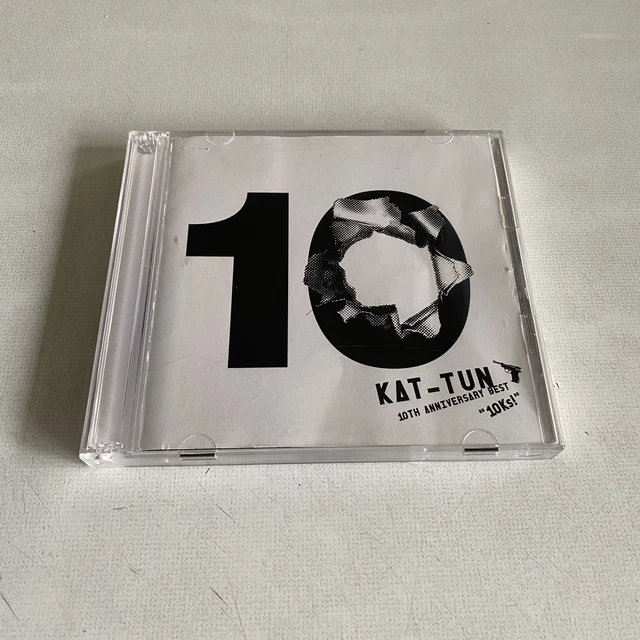 10
KAT-TUN
10TH ANNIVERSARY BEST
"10Ks!"